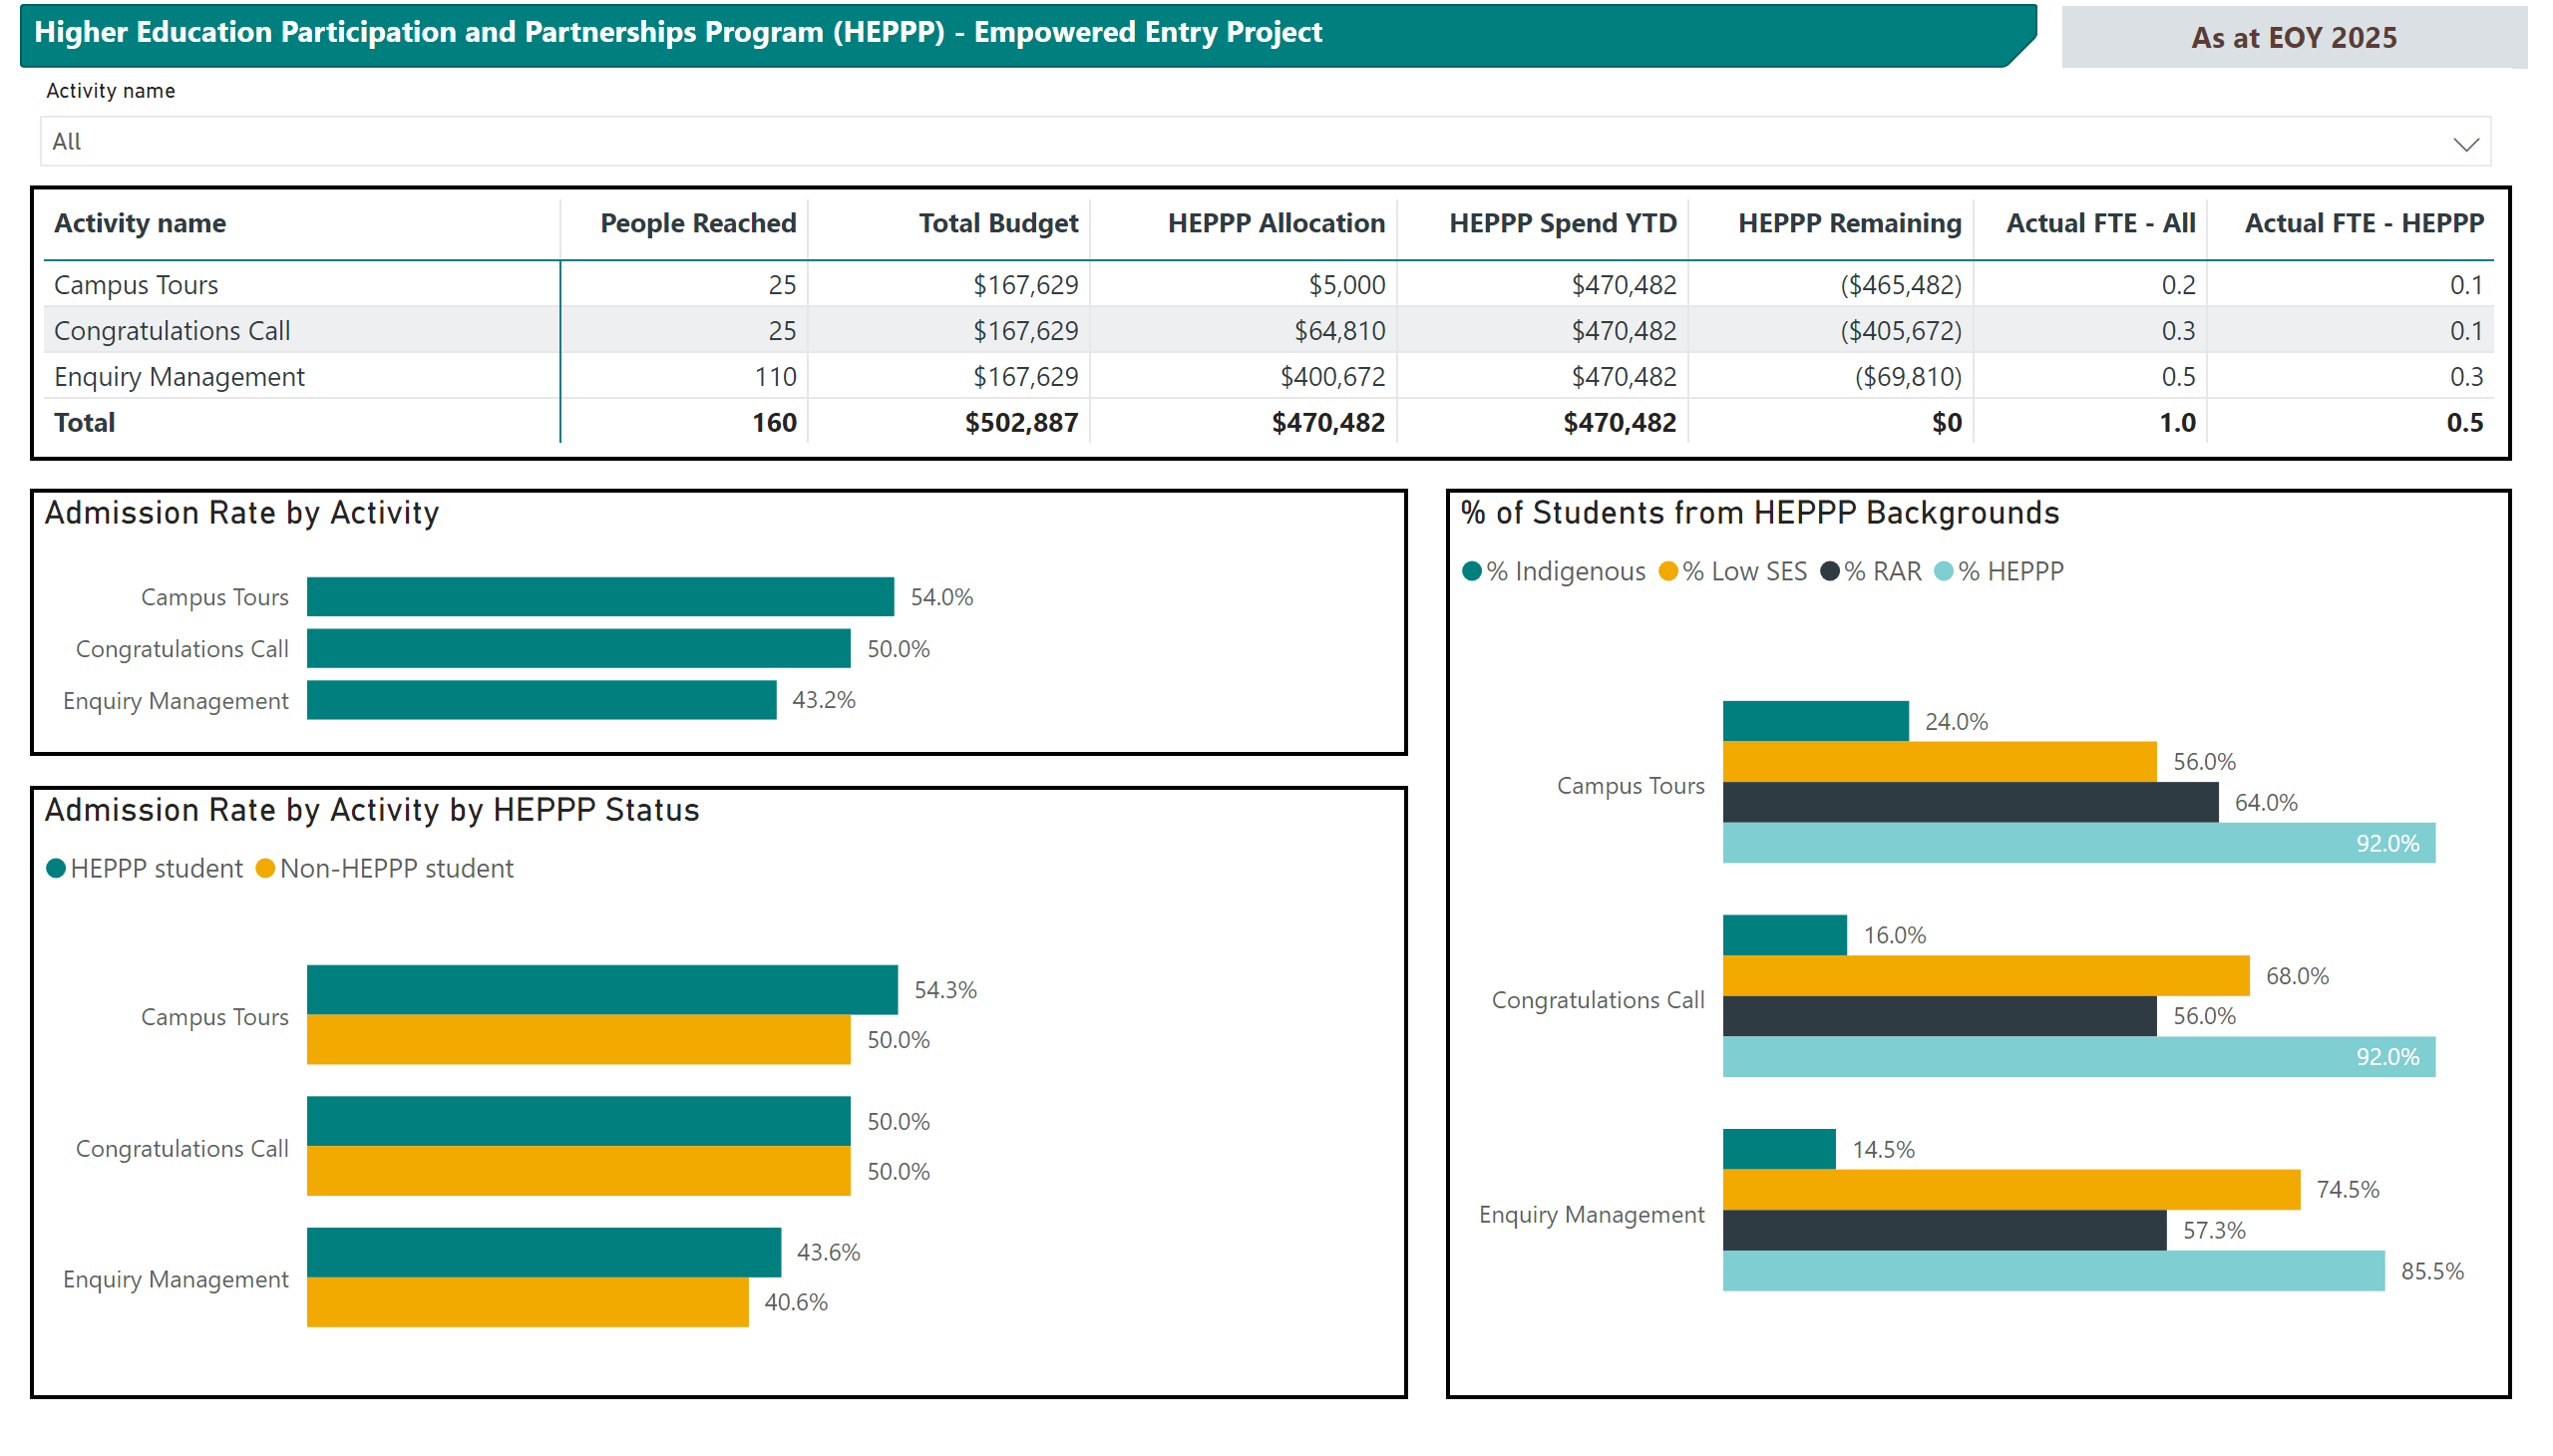 Higher Education Participation and Partnerships Program (HEPPP) - Empowered Entry Project
As at EOY 2025
Activity name
All
Activity name People Reached Total Budget HEPPP Allocation HEPPP Spend YTD HEPPP Remaining Actual FTE - All Actual FTE - HEPPP
Campus Tours 25 $167,629 $5,000 $470,482 ($465,482) 0.2 0.1
Congratulations Call 25 $167,629 $64,810 $470,482 ($405,672) 0.3 0.1
Enquiry Management 110 $167,629 $400,672 $470,482 ($69,810) 0.5 0.3
Total 160 $502,887 $470,482 $470,482 $0 1.0 0.5
Admission Rate by Activity
Campus Tours 54.0%
Congratulations Call 50.0%
Enquiry Management 43.2%
Admission Rate by Activity by HEPPP Status
HEPPP student Non-HEPPP student
54.3%
Campus Tours
50.0%
50.0%
Congratulations Call
50.0%
43.6%
Enquiry Management
40.6%
% of Students from HEPPP Backgrounds
% Indigenous % Low SES % RAR % HEPPP
24.0%
56.0%
Campus Tours
64.0%
92.0%
16.0%
68.0%
Congratulations Call
56.0%
92.0%
14.5%
74.5%
Enquiry Management
57.3%
85.5%